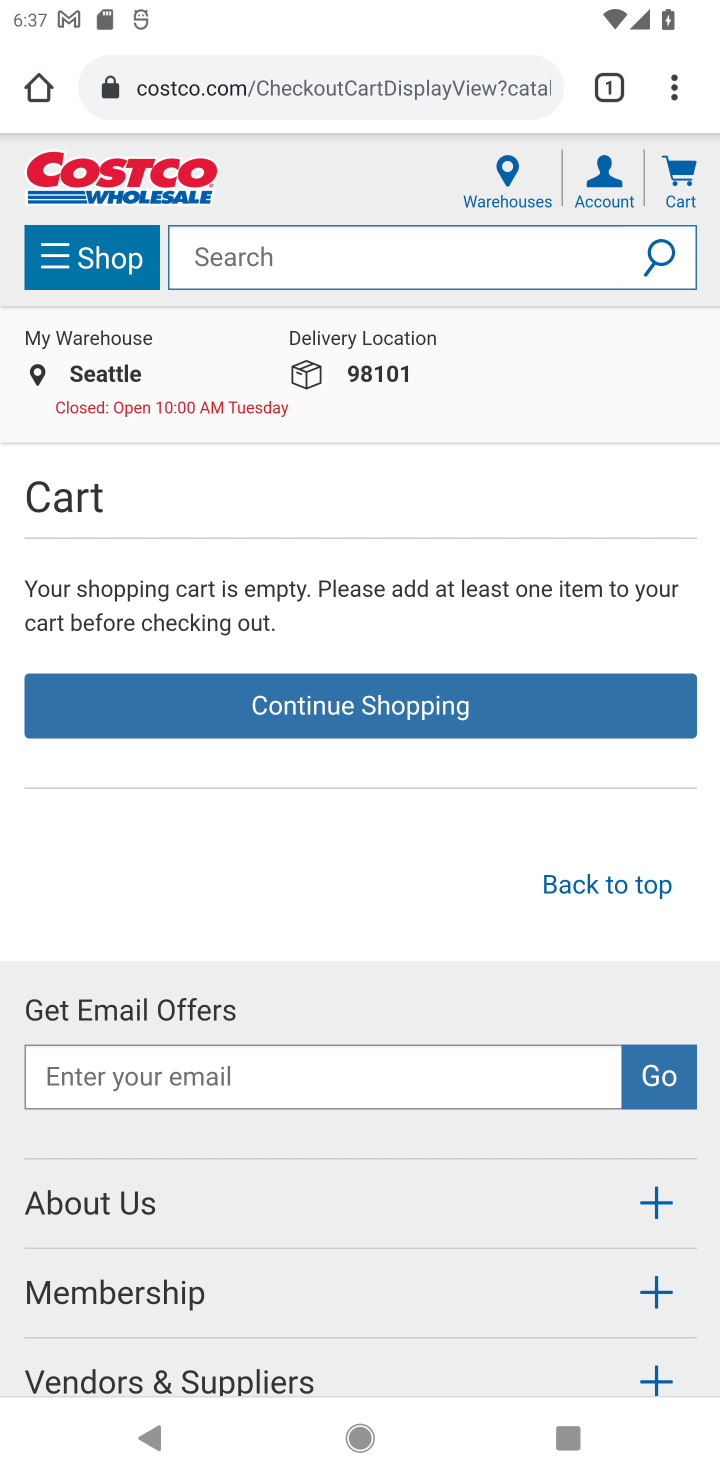 6:37
costco.com/CheckoutCartDisplayView?catal
1
COSTCO
WHOLESALE
Warehouses
Account
Cart
Shop
Search
My Warehouse
Delivery Location
Seattle
98101
Closed: Open 10:00 AM Tuesday
Cart
Your shopping cart is empty. Please add at least one item to your
cart before checking out.
Continue Shopping
Back to top
Get Email Offers
Enter your email
Go
About Us
Membership
Vendors & Suppliers